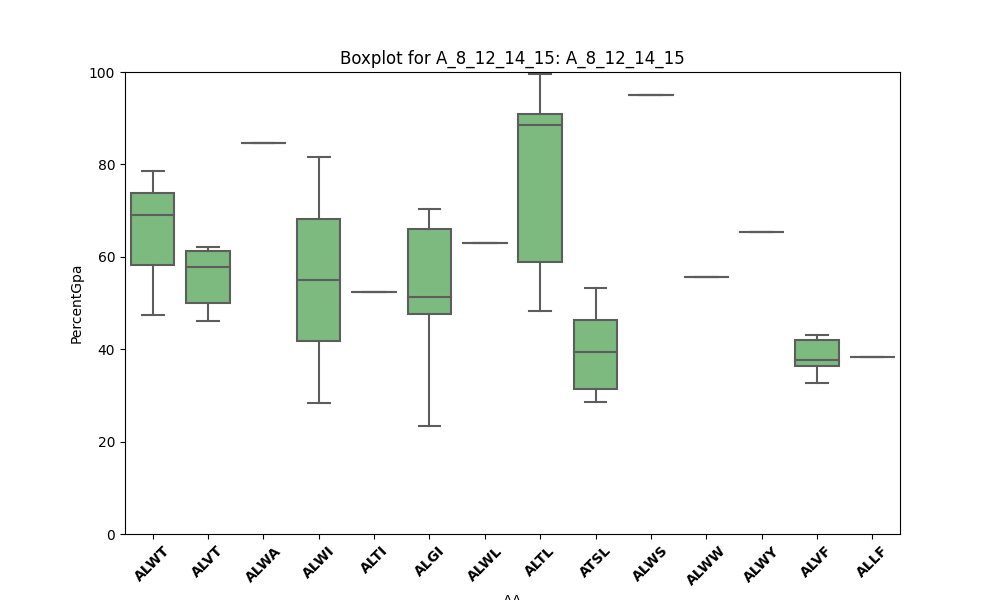 Boxplot for A_8_12_14_15: A_8_12_14_15
100
80
60
40
20
0
PercentGpa
ALWT
ALVT
ALWA
ALWI
ALTI
ALGI
ALWL
ALTL
ATSL
ALWS
ALWW
ALWY
ALVF
ALLF